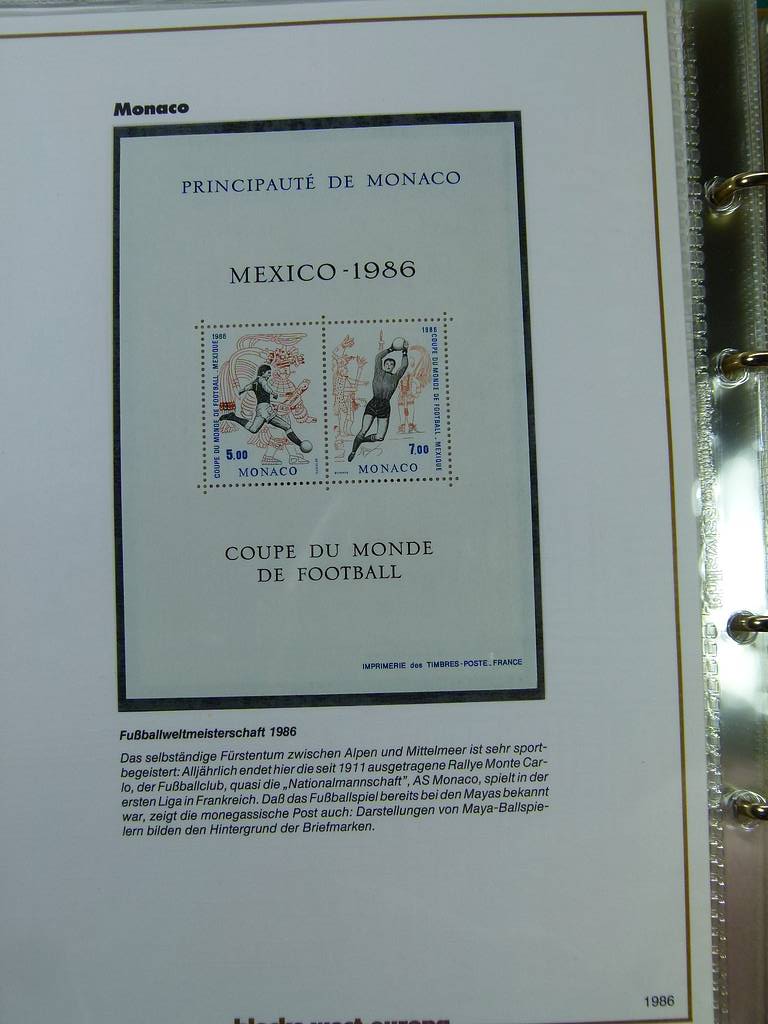 Monaco
PRINCIPAUTÉ DE MONACO
MEXICO - 1986
1986
COUPE DU MONDE DE FOOTBALL . MEXIQUE
5.00
MONACO
1986
COUPE DU MONDE DE FOOTBALL . MEXIQUE
7.00
MONACO
COUPE DU MONDE
DE FOOTBALL
IMPRIMERIE des TIMBRES-POSTE . FRANCE
Fußballweltmeisterschaft 1986
Das selbständige Fürstentum zwischen Alpen und Mittelmeer ist sehr sport-
begeistert: Alljährlich endet hier die seit 1911 ausgetragene Rallye Monte Car-
lo, der Fußballclub, quasi die „Nationalmannschaft", AS Monaco, spielt in der
ersten Liga in Frankreich. Daß das Fußballspiel bereits bei den Mayas bekannt
war, zeigt die monegassische Post auch: Darstellungen von Maya-Ballspie-
lern bilden den Hintergrund der Briefmarken.
1986